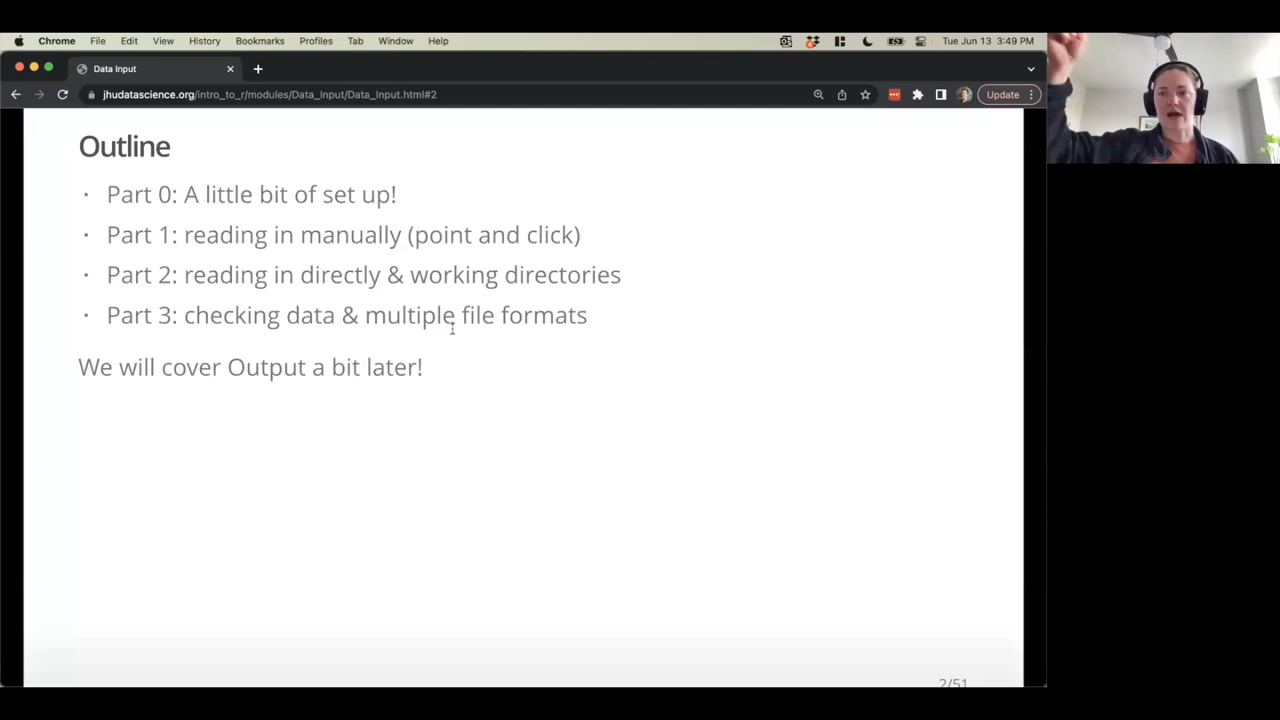 Chrome File Edit View History Bookmarks Profiles Tab Window Help Tue Jun 13 3:49 PM
Data Input
jhudatascience.org/intro_to_r/modules/Data_Input/Data_Input.html#2 Update
Outline
· Part 0: A little bit of set up!
· Part 1: reading in manually (point and click)
· Part 2: reading in directly & working directories
· Part 3: checking data & multiple file formats
We will cover Output a bit later!
2/51